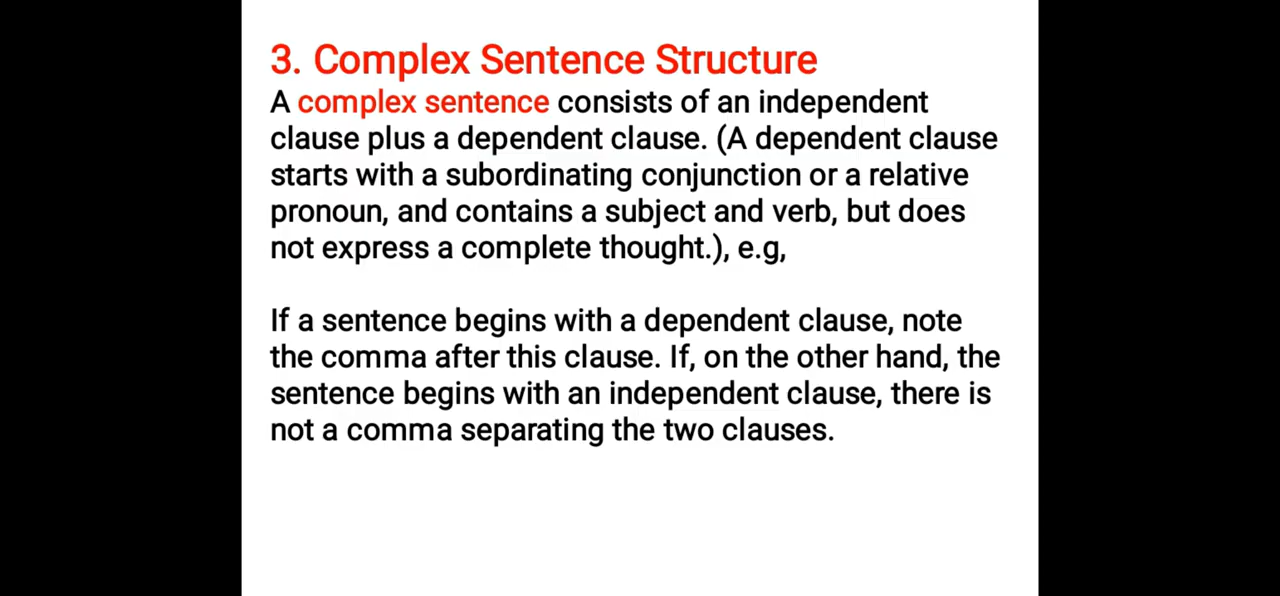 3. Complex Sentence Structure
A complex sentence consists of an independent
clause plus a dependent clause. (A dependent clause
starts with a subordinating conjunction or a relative
pronoun, and contains a subject and verb, but does
not express a complete thought.), e.g,
If a sentence begins with a dependent clause, note
the comma after this clause. If, on the other hand, the
sentence begins with an independent clause, there is
not a comma separating the two clauses.